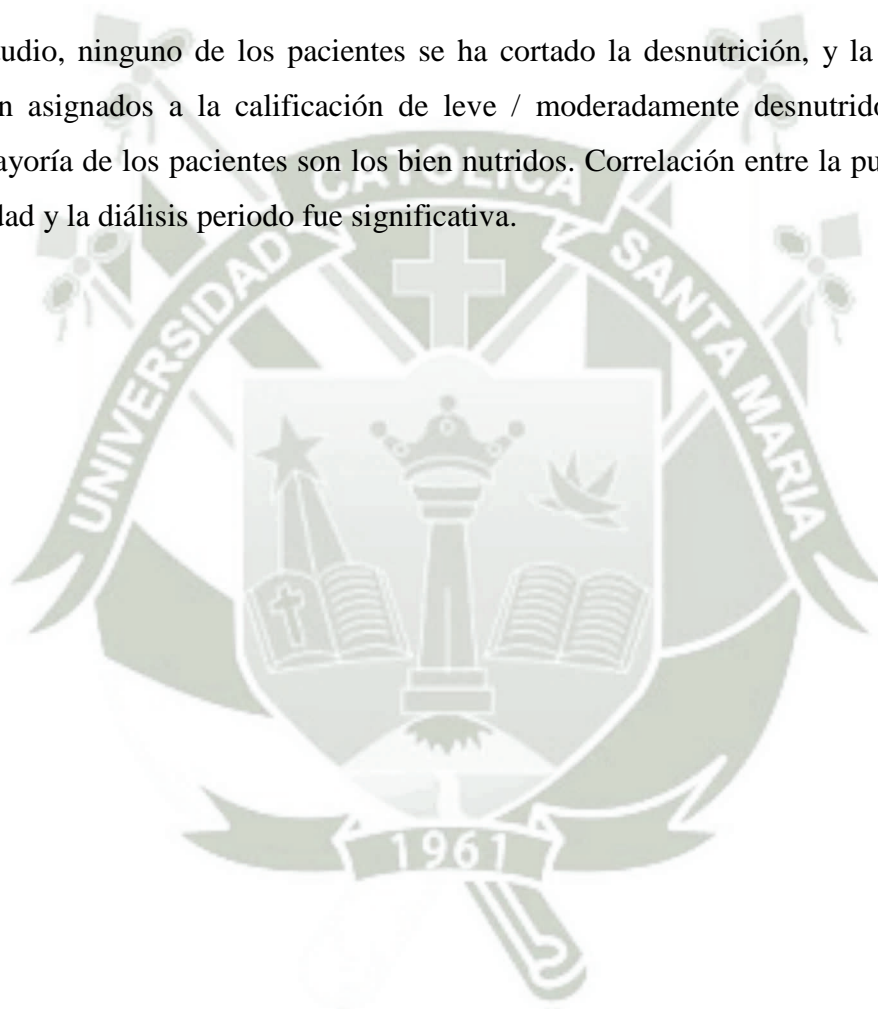 udio, ninguno de los pacientes se ha cortado la desnutrición, y la
n asignados a la calificación de leve / moderadamente desnutrido
ayoría de los pacientes son los bien nutridos. Correlación entre la pu
dad y la diálisis periodo fue significativa.
UNIVERSIDAD CATOLICA SANTA MARIA
1961